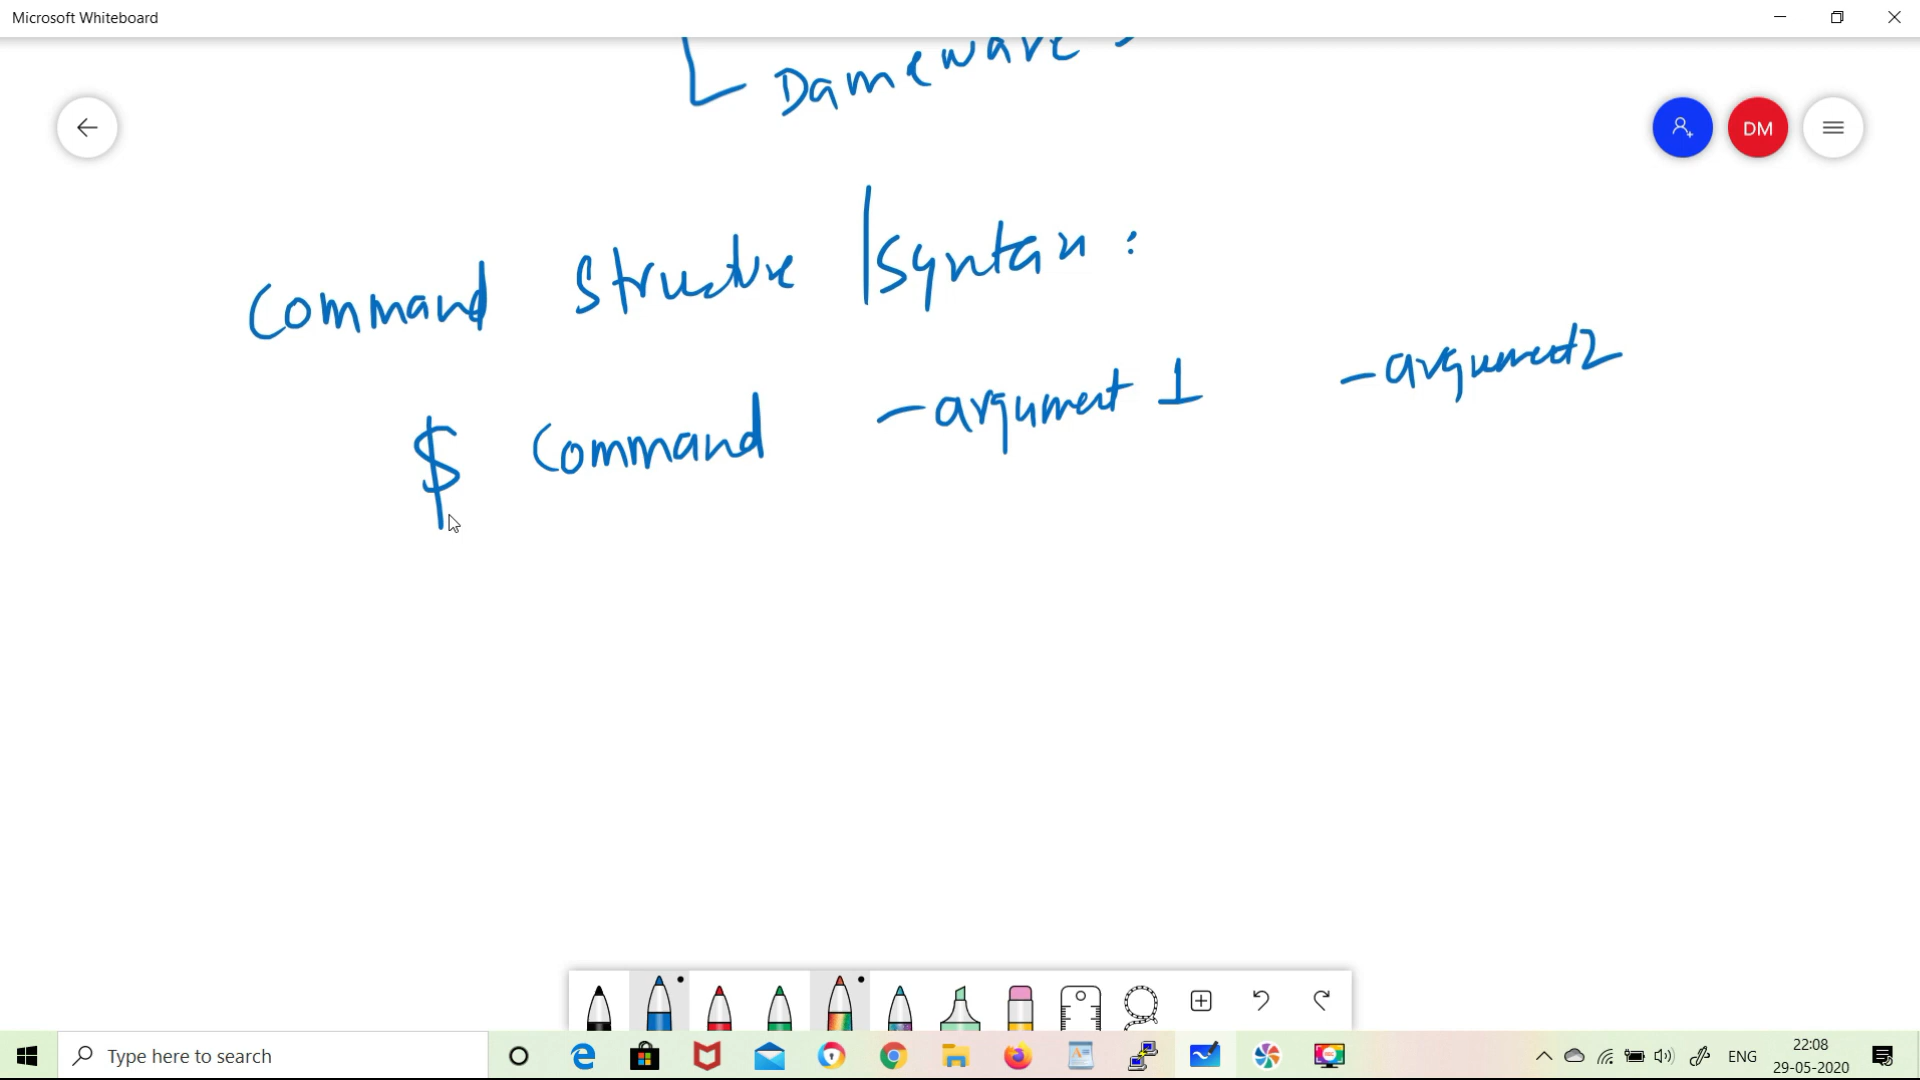 Microsoft Whiteboard
Dameware
DM
Command Structure /Syntax :
$ Command -argument 1 -argument2
Type here to search
ENG
22:08
29-05-2020